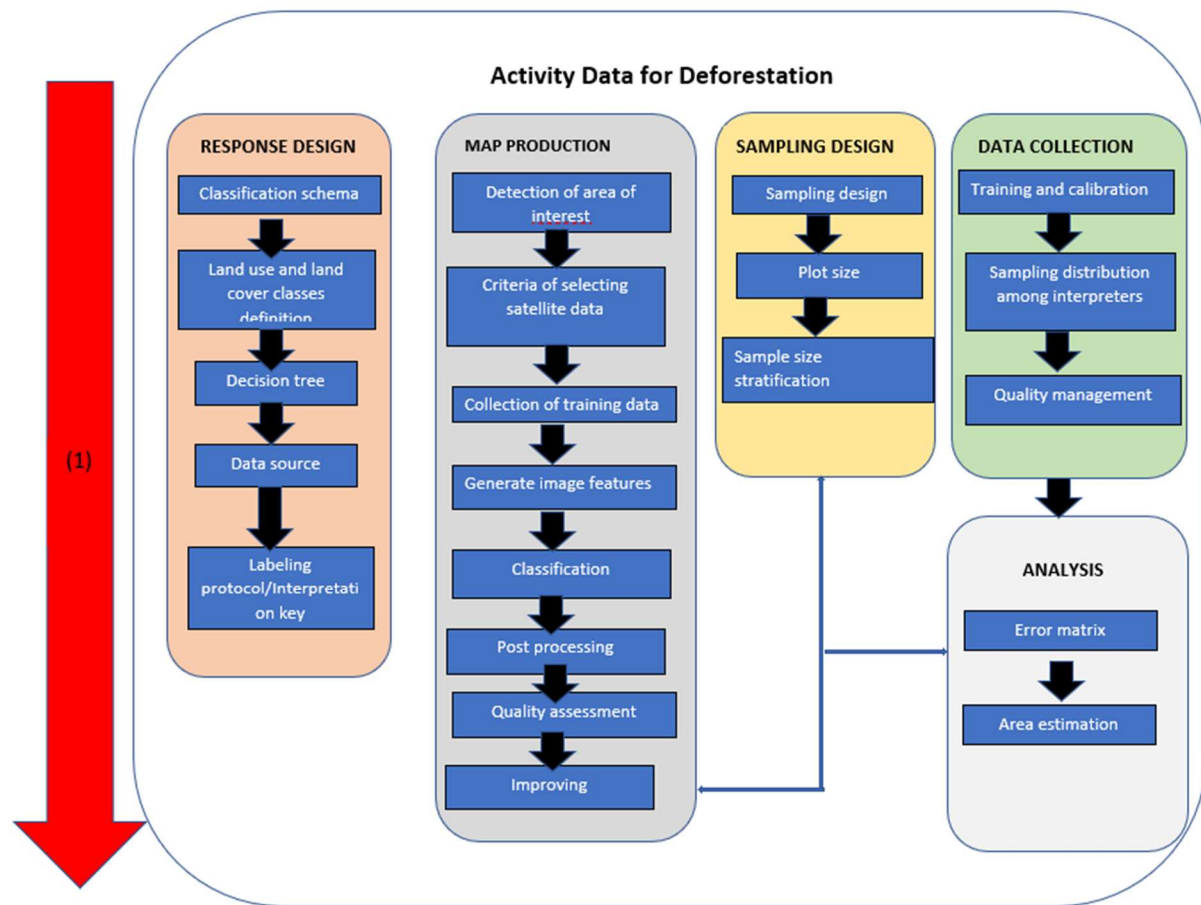 Activity Data for Deforestation
(1)
RESPONSE DESIGN
Classification schema
Land use and land
cover classes
definition
Decision tree
Data source
Labeling
protocol/Interpretati
on key
MAP PRODUCTION
Detection of area of
interest
Criteria of selecting
satellite data
Collection of training data
Generate image features
Classification
Post processing
Quality assessment
Improving
SAMPLING DESIGN
Sampling design
Plot size
Sample size
stratification
DATA COLLECTION
Training and calibration
Sampling distribution
among interpreters
Quality management
ANALYSIS
Error matrix
Area estimation